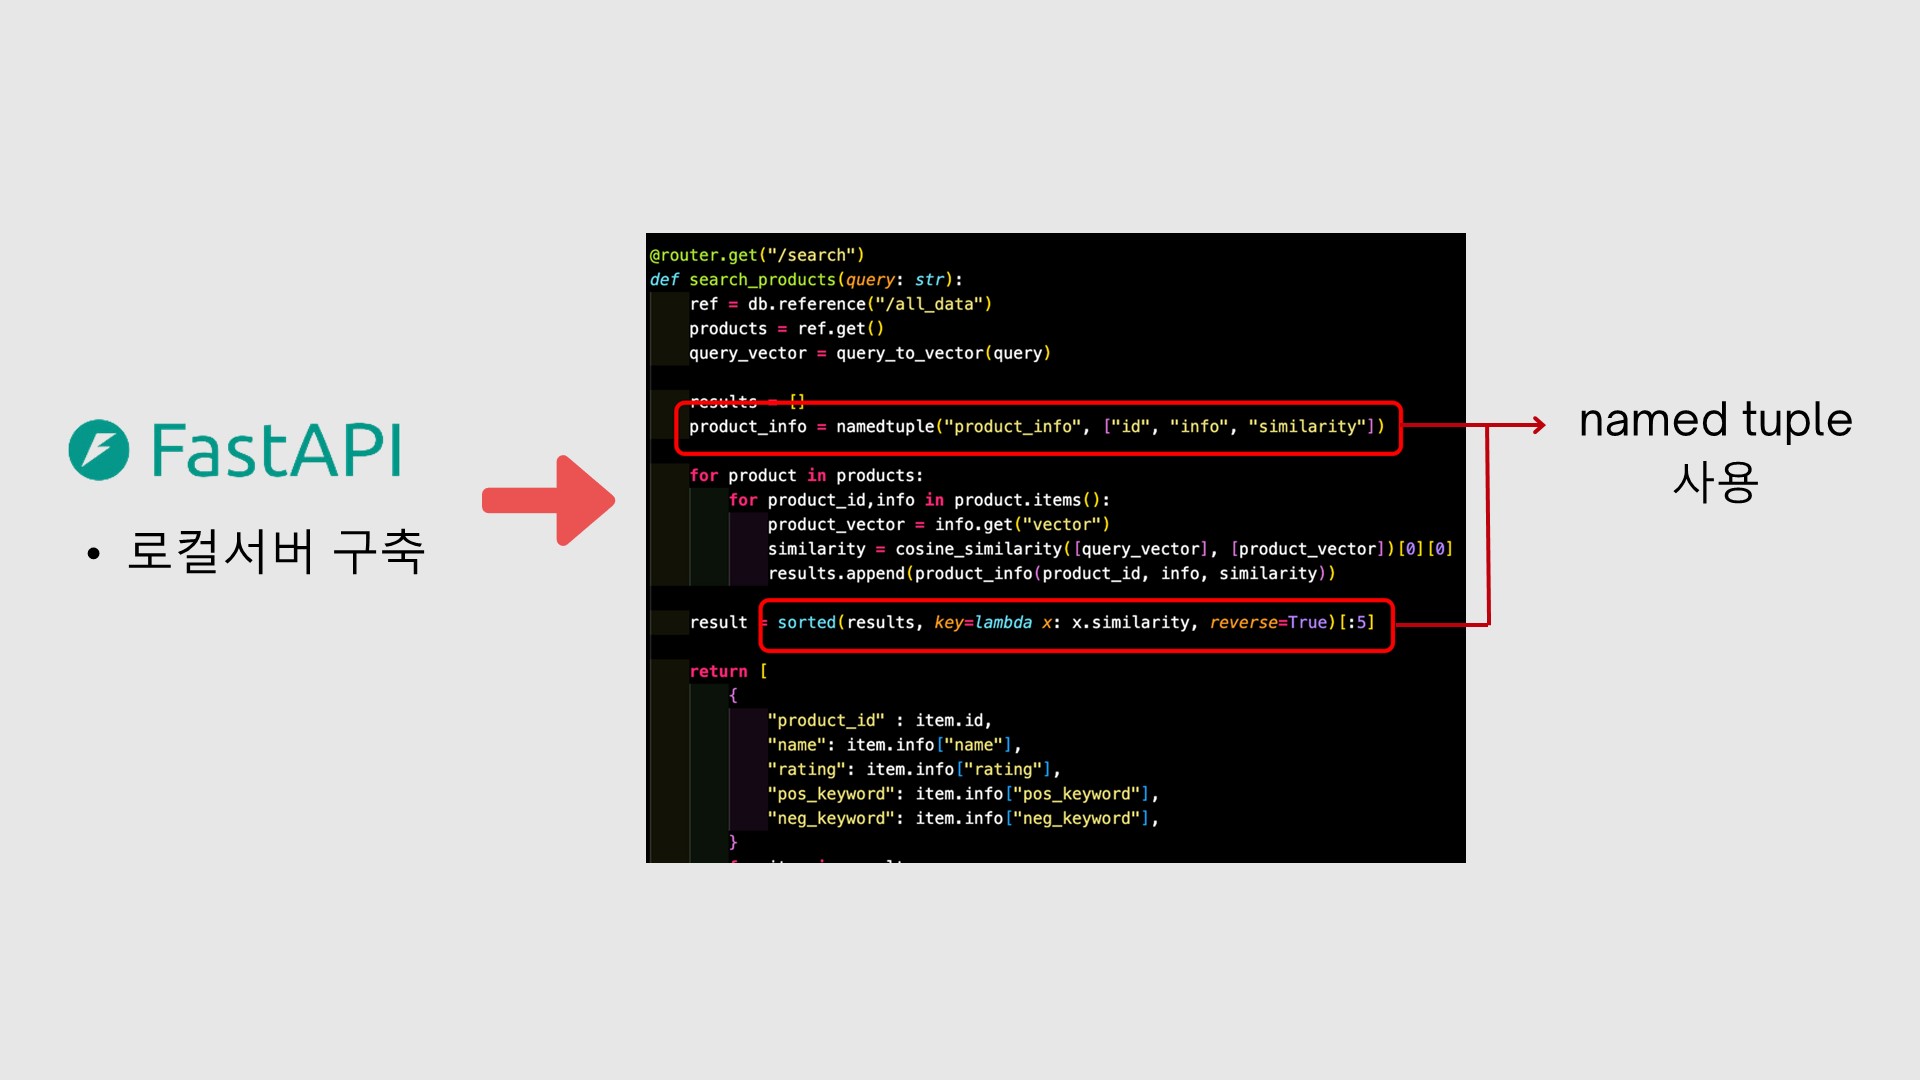 FastAPI
• 로컬서버 구축
@router.get("/search")
def search_products(query: str):
ref = db.reference("/all_data")
products = ref.get()
query_vector = query_to_vector(query)
results = []
product_info = namedtuple("product_info", ["id", "info", "similarity"])
for product in products:
for product_id,info in product.items():
product_vector = info.get("vector")
similarity = cosine_similarity([query_vector], [product_vector])[0][0]
results.append(product_info(product_id, info, similarity))
result = sorted(results, key=lambda x: x.similarity, reverse=True)[:5]
return [
{
"product_id" : item.id,
"name": item.info["name"],
"rating": item.info["rating"],
"pos_keyword": item.info["pos_keyword"],
"neg_keyword": item.info["neg_keyword"],
}
named tuple
사용